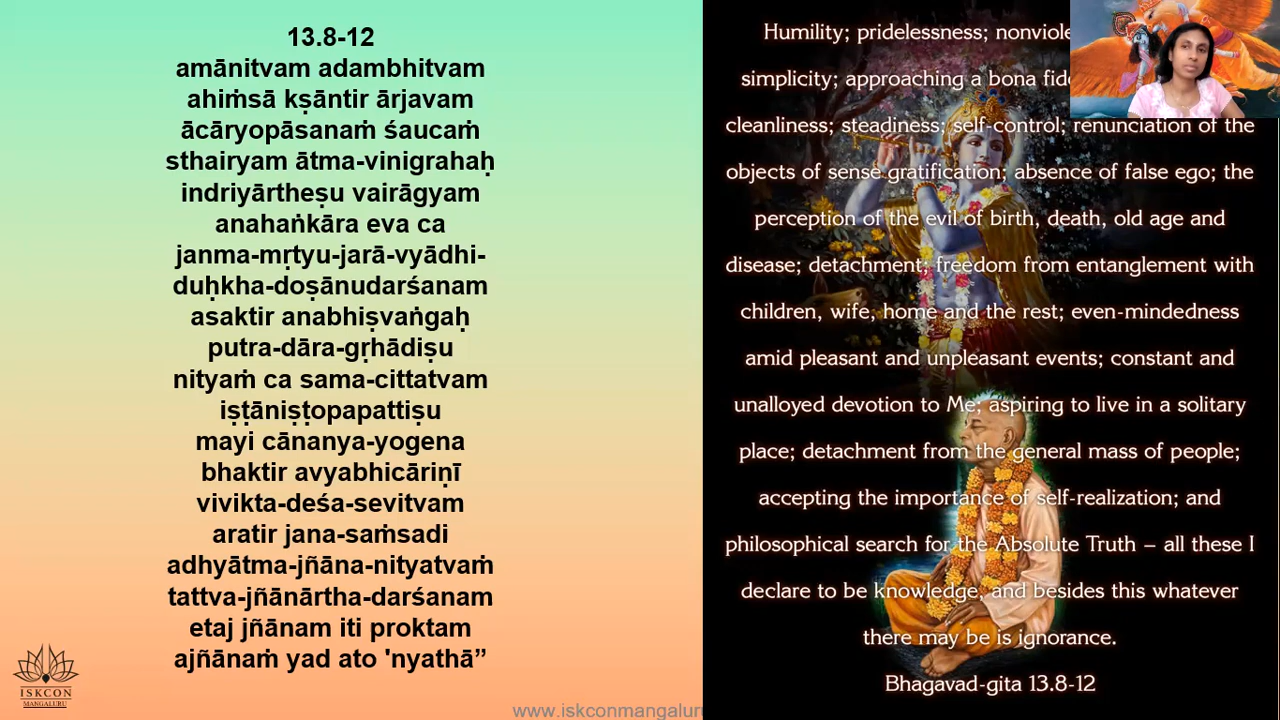 13.8-12
amānitvam adambhitvam
ahiṁsā kṣāntir ārjavam
ācāryopāsanaṁ śaucaṁ
sthairyam ātma-vinigrahaḥ
indriyārtheṣu vairāgyam
anahaṅkāra eva ca
janma-mṛtyu-jarā-vyādhi-
duḥkha-doṣānudarśanam
asaktir anabhiṣvaṅgaḥ
putra-dāra-gṛhādiṣu
nityaṁ ca sama-cittatvam
iṣṭāniṣṭopapattiṣu
mayi cānanya-yogena
bhaktir avyabhicāriṇī
vivikta-deśa-sevitvam
aratir jana-saṁsadi
adhyātma-jñāna-nityatvaṁ
tattva-jñānārtha-darśanam
etaj jñānam iti proktam
ajñānaṁ yad ato 'nyathā”
ISKCON
MANGALURU
www.iskconmangalur
Humility; pridelessness;
simplicity; approaching a bona
cleanliness; steadiness; self-control; renunciation of the
objects of sense gratification; absence of false ego; the
perception of the evil of birth, death, old age and
disease; detachment; freedom from entanglement with
children, wife, home and the rest; even-mindedness
amid pleasant and unpleasant events; constant and
unalloyed devotion to Me; aspiring to live in a solitary
place; detachment from the general mass of people;
accepting the importance of self-realization; and
philosophical search for the Absolute Truth – all these I
declare to be knowledge, and besides this whatever
there may be is ignorance.
Bhagavad-gita 13.8-12